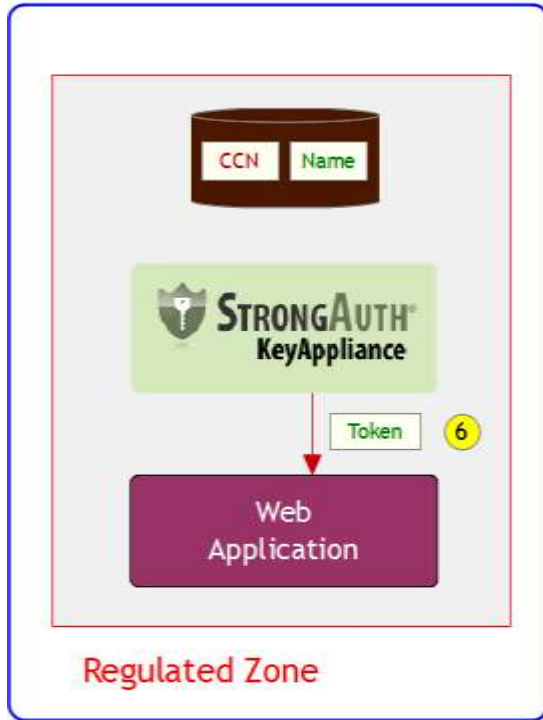 CCN Name
STRONGAUTH®
KeyAppliance
Token 6
Web
Application
Regulated Zone